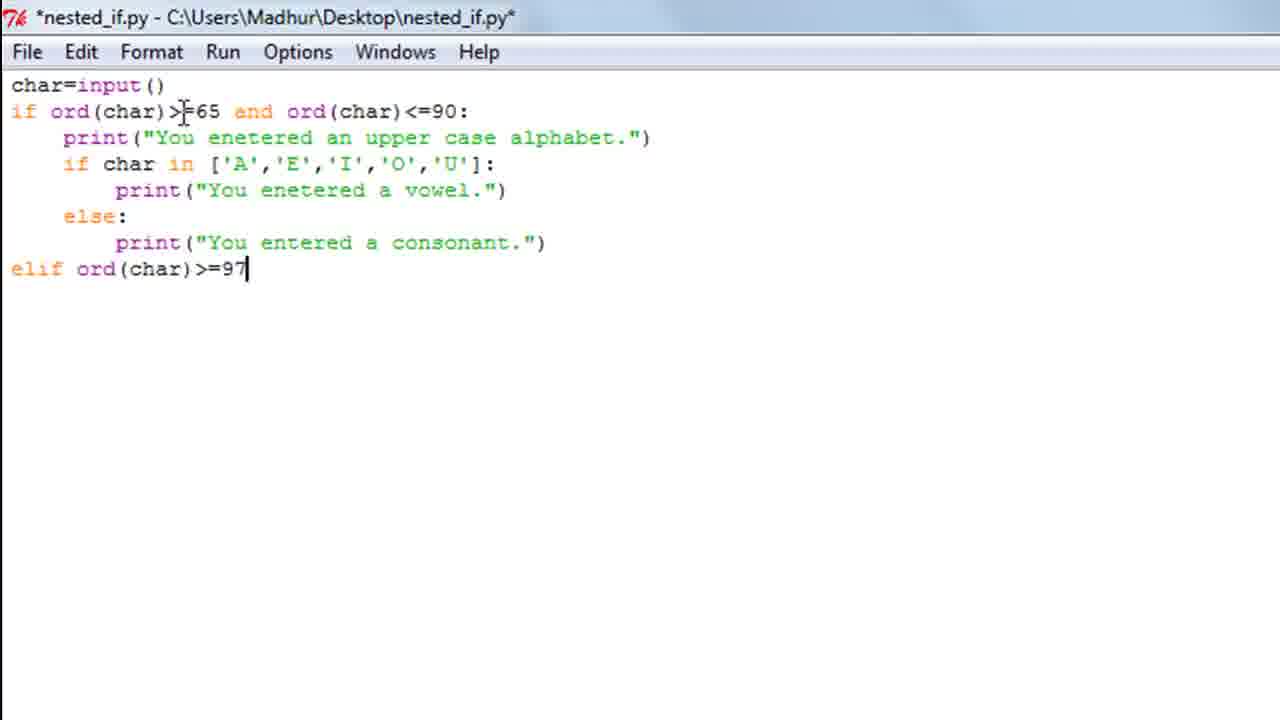 *nested_if.py - C:\Users\Madhur\Desktop\nested_if.py*
File Edit Format Run Options Windows Help
char=input()
if ord(char)>=65 and ord(char)<=90:
    print("You enetered an upper case alphabet.")
    if char in ['A','E','I','O','U']:
        print("You enetered a vowel.")
    else:
        print("You entered a consonant.")
elif ord(char)>=97